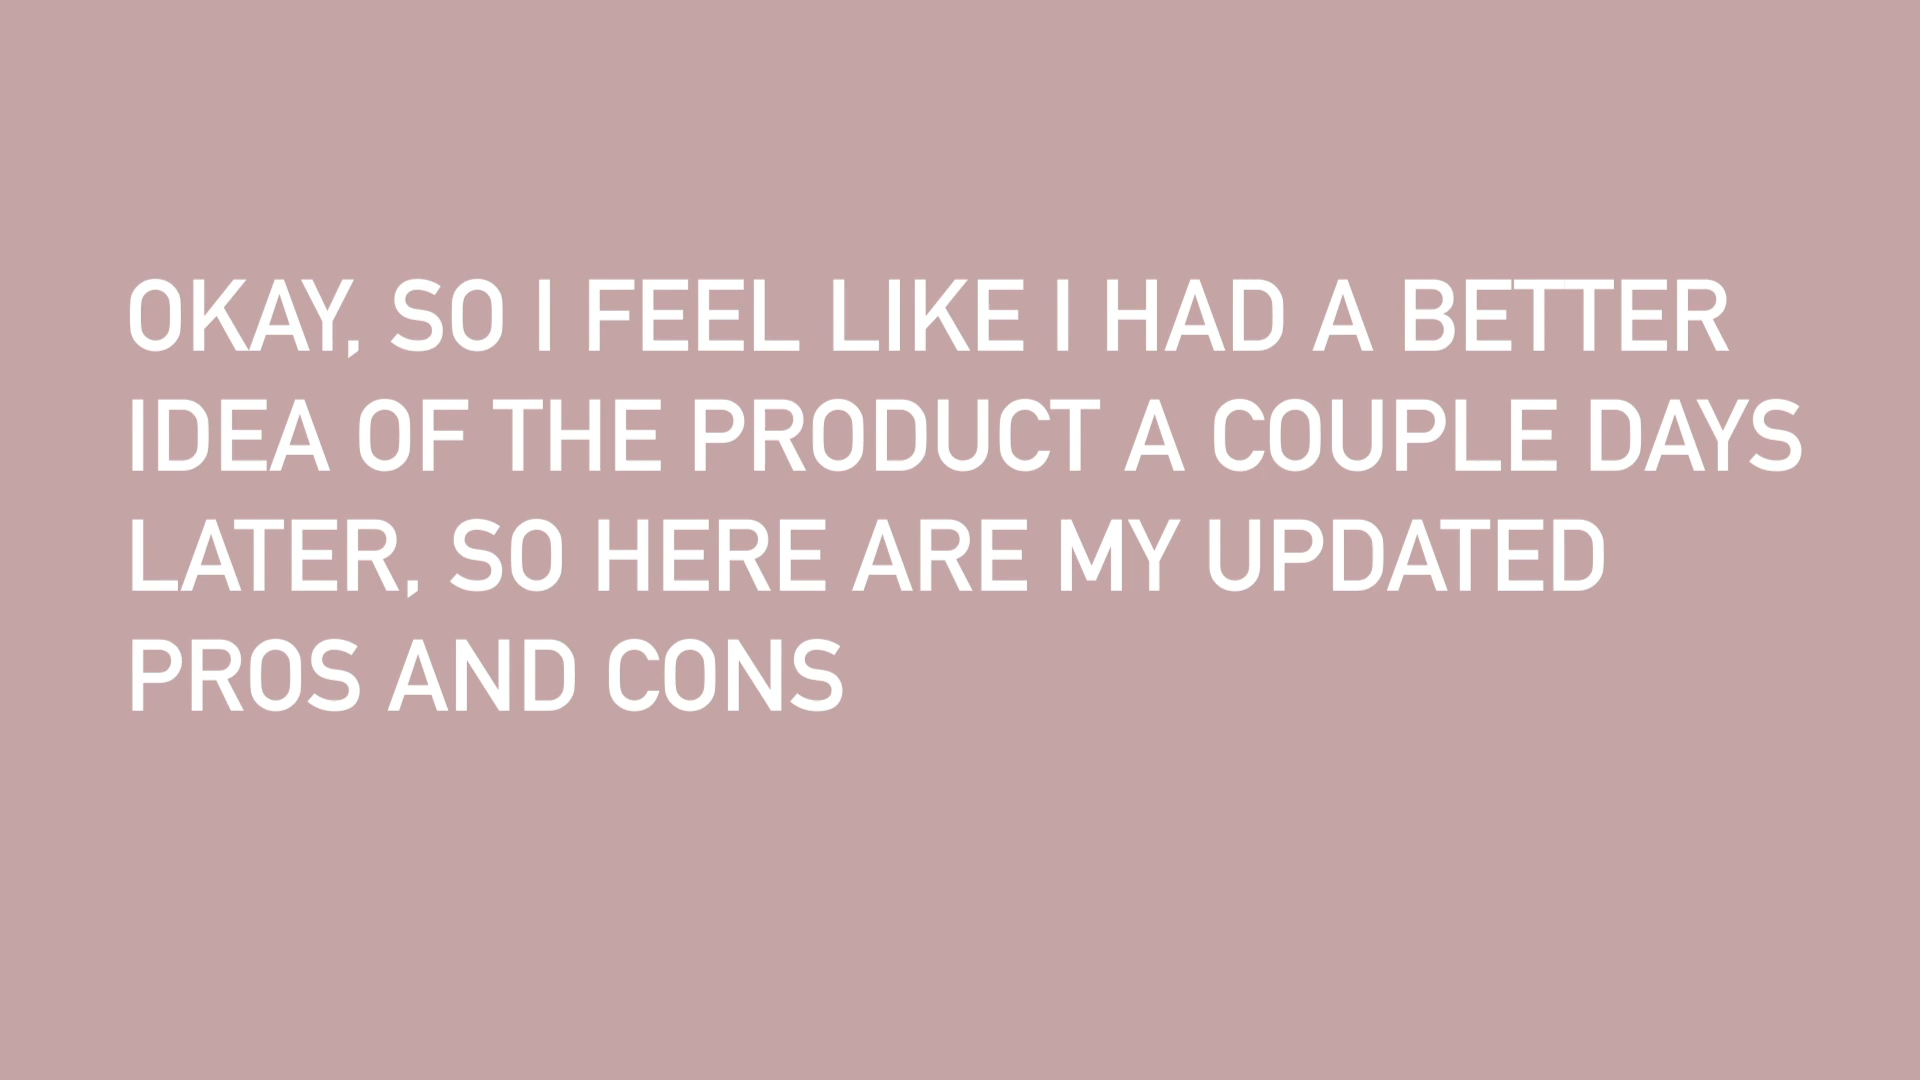 OKAY, SO I FEEL LIKE I HAD A BETTER
IDEA OF THE PRODUCT A COUPLE DAYS
LATER, SO HERE ARE MY UPDATED
PROS AND CONS